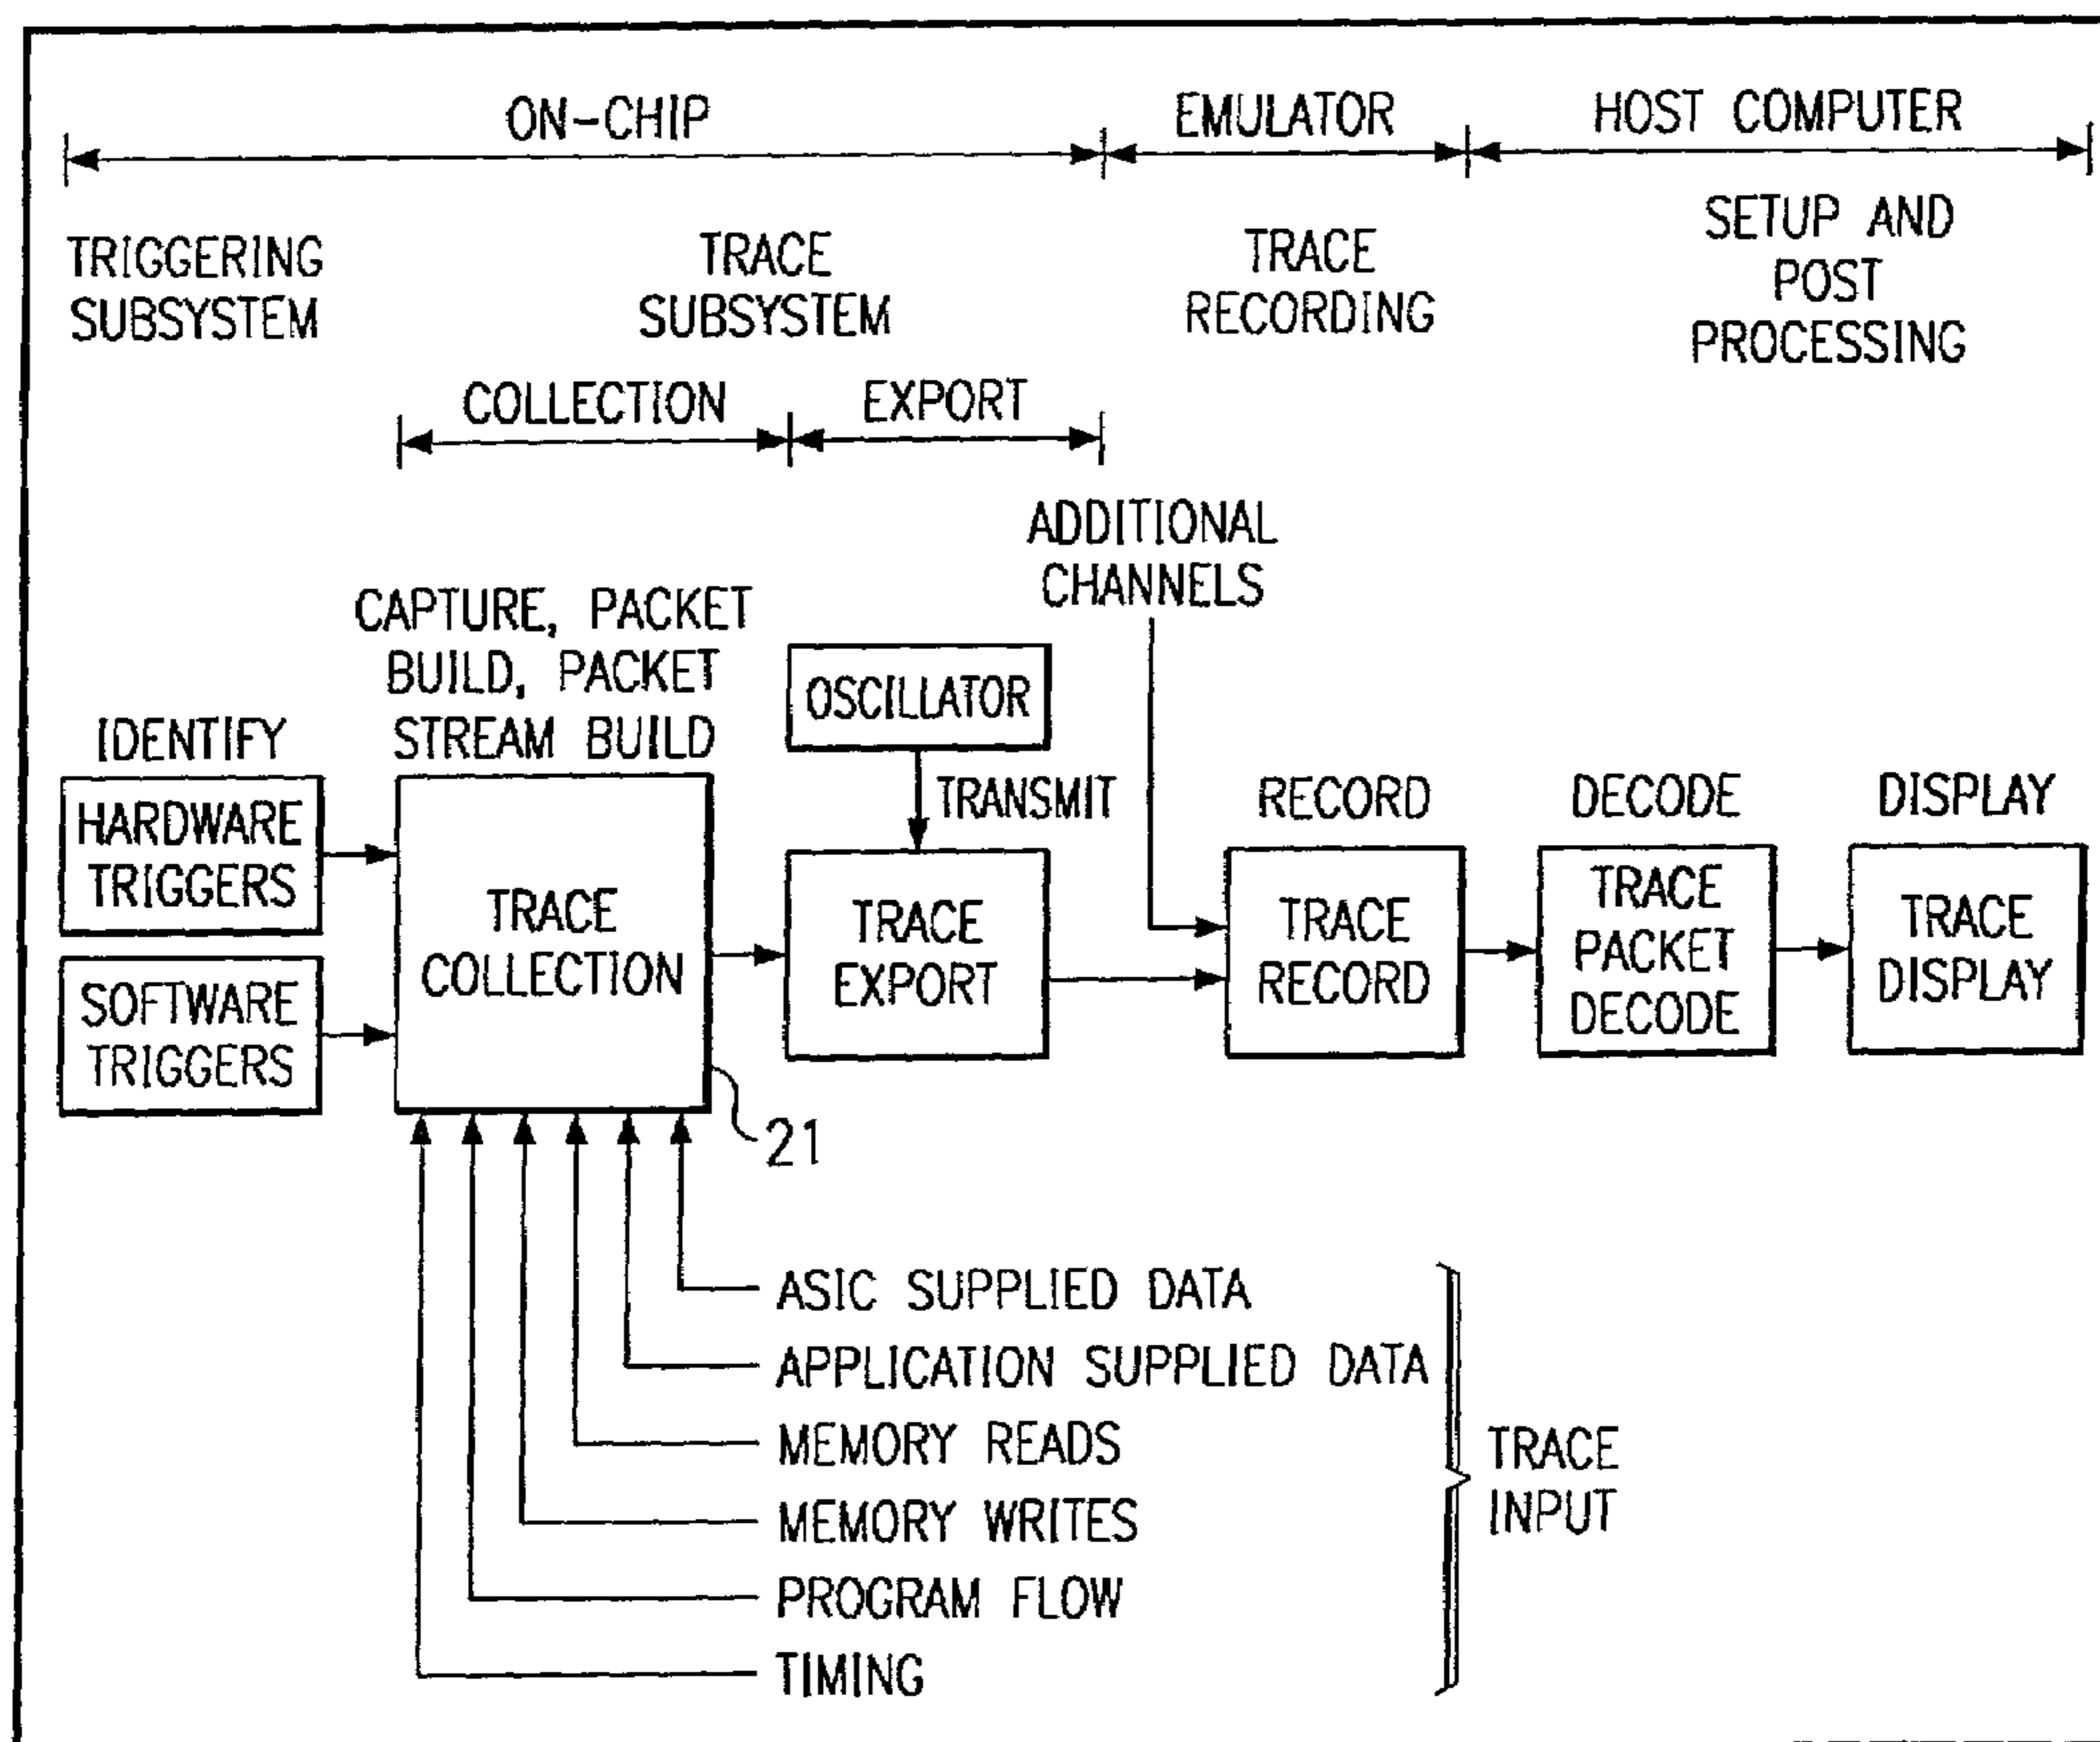 ON-CHIP
EMULATOR
HOST COMPUTER
TRIGGERING
SUBSYSTEM
TRACE
SUBSYSTEM
TRACE
RECORDING
SETUP AND
POST
PROCESSING
COLLECTION
EXPORT
ADDITIONAL
CHANNELS
CAPTURE, PACKET
BUILD, PACKET
STREAM BUILD
OSCILLATOR
IDENTIFY
TRANSMIT
RECORD
DECODE
DISPLAY
HARDWARE
TRIGGERS
SOFTWARE
TRIGGERS
TRACE
COLLECTION
TRACE
EXPORT
TRACE
RECORD
TRACE
PACKET
DECODE
TRACE
DISPLAY
21
ASIC SUPPLIED DATA
APPLICATION SUPPLIED DATA
MEMORY READS
MEMORY WRITES
PROGRAM FLOW
TIMING
TRACE
INPUT